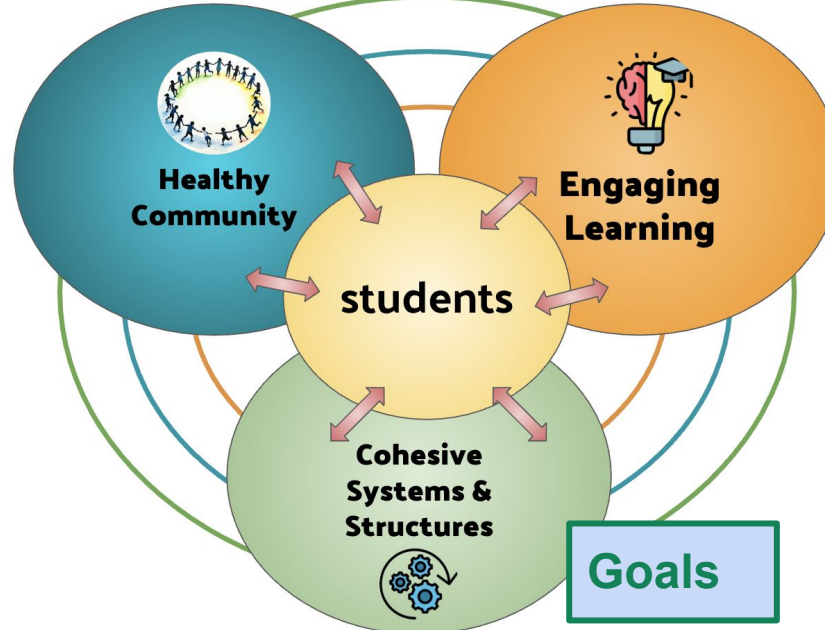 Healthy
Community
Engaging
Learning
students
Cohesive
Systems &
Structures
Goals